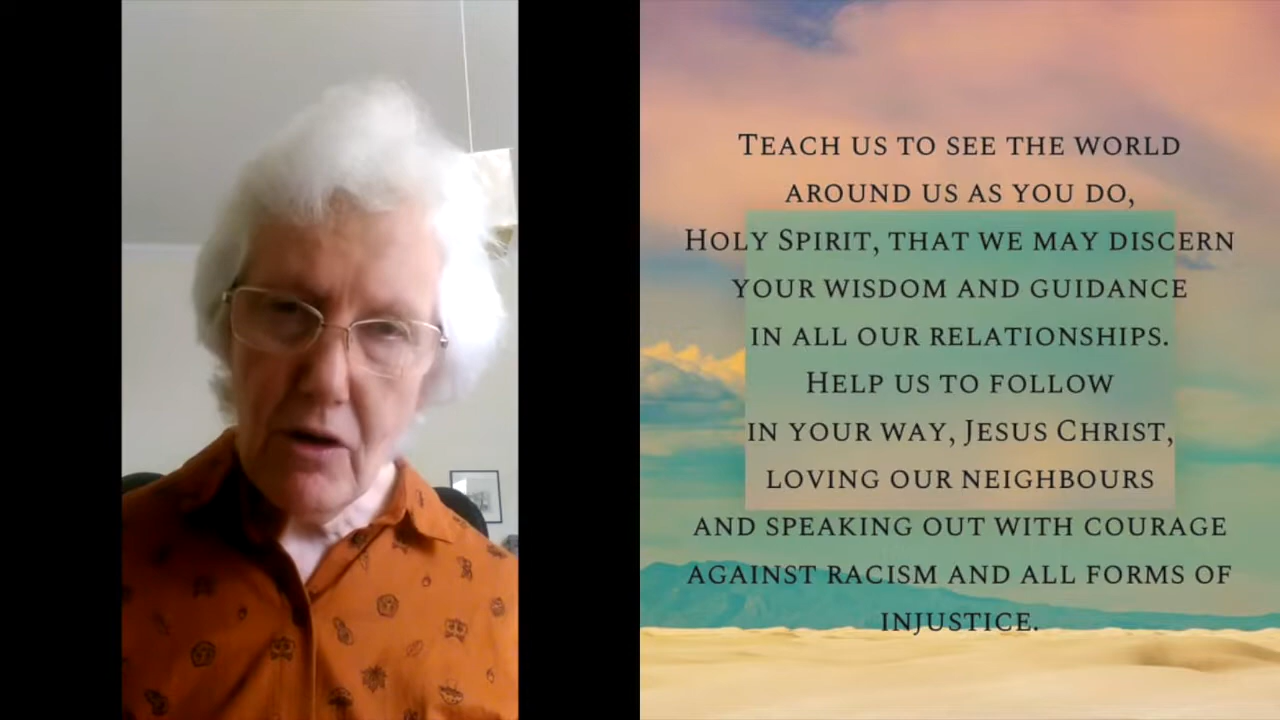 Teach us to see the world
around us as you do,
Holy Spirit, that we may discern
your wisdom and guidance
in all our relationships.
Help us to follow
in your way, Jesus Christ,
loving our neighbours
and speaking out with courage
against racism and all forms of
injustice.